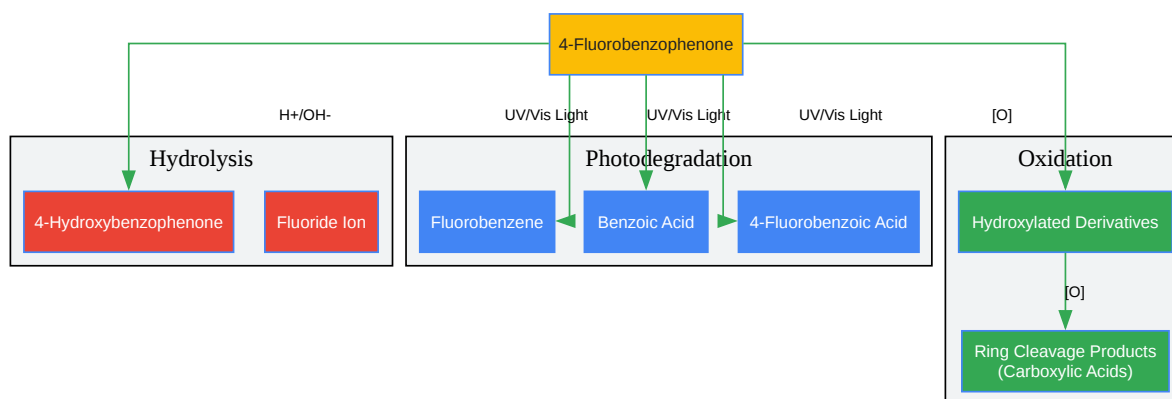 4-Fluorobenzophenone
H+/OH-
UV/Vis Light
UV/Vis Light
UV/Vis Light
[O]
Hydrolysis
Photodegradation
Oxidation
4-Hydroxybenzophenone
Fluoride Ion
Fluorobenzene
Benzoic Acid
4-Fluorobenzoic Acid
Hydroxylated Derivatives
[O]
Ring Cleavage Products
(Carboxylic Acids)